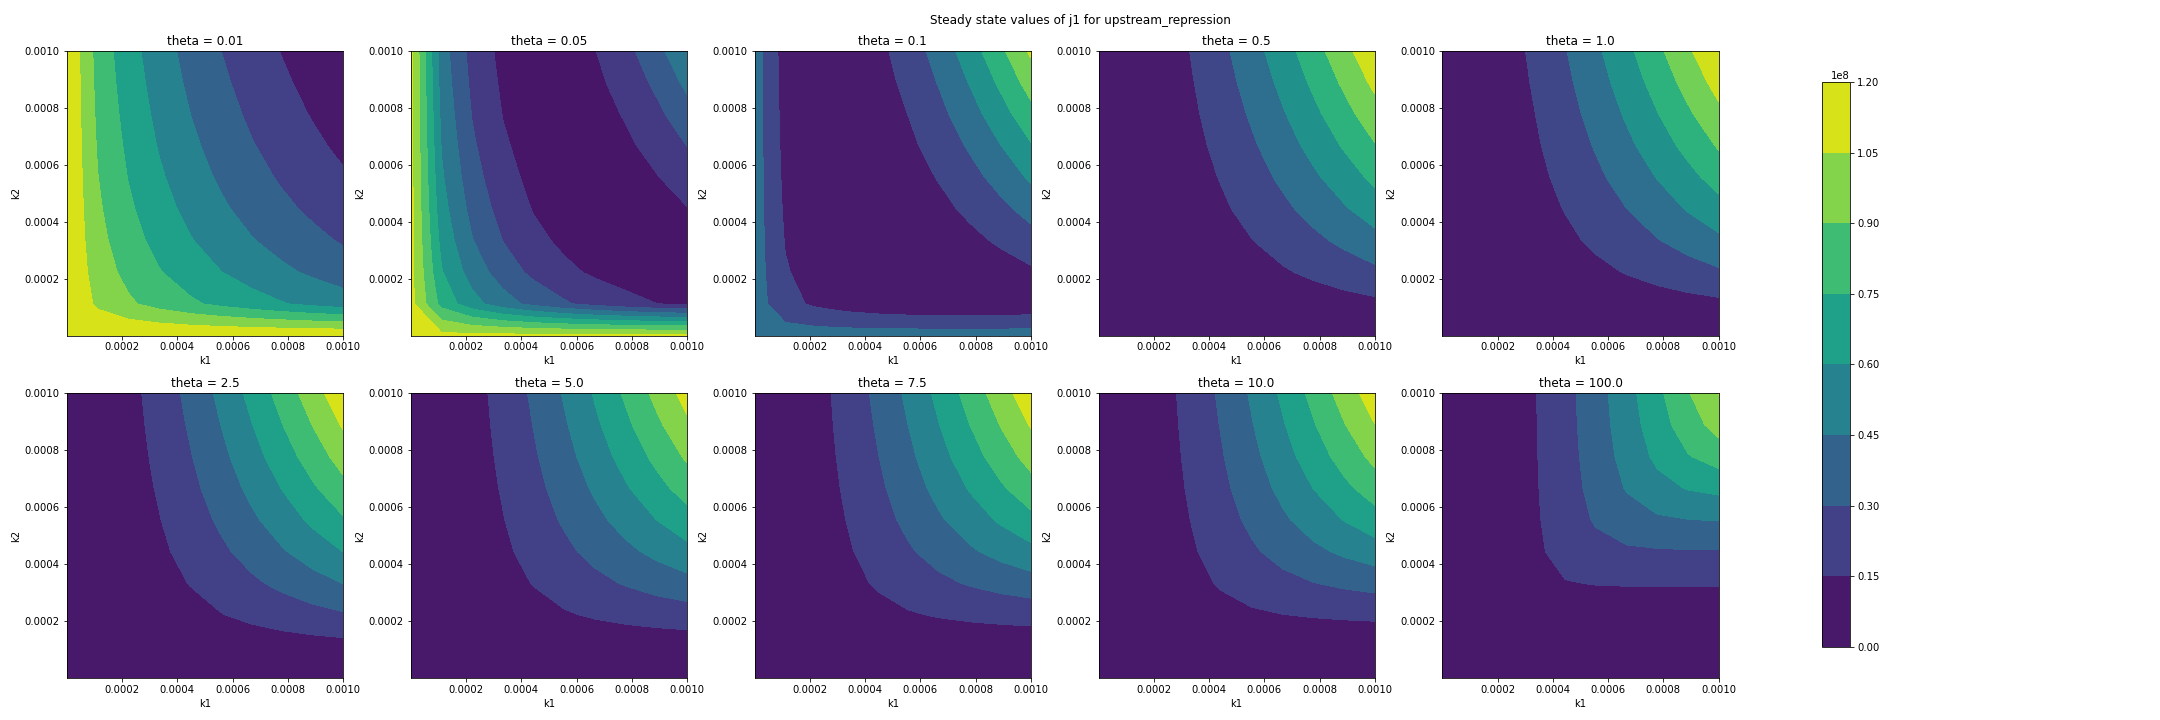 Steady state values of j1 for upstream_repression
theta = 0.01
theta = 0.05
theta = 0.1
theta = 0.5
theta = 1.0
0.0010
0.0008
0.0006
0.0004
0.0002
k2
0.0002 0.0004 0.0006 0.0008 0.0010
k1
0.0010
0.0008
0.0006
0.0004
0.0002
k2
0.0002 0.0004 0.0006 0.0008 0.0010
k1
0.0010
0.0008
0.0006
0.0004
0.0002
k2
0.0002 0.0004 0.0006 0.0008 0.0010
k1
0.0010
0.0008
0.0006
0.0004
0.0002
k2
0.0002 0.0004 0.0006 0.0008 0.0010
k1
0.0010
0.0008
0.0006
0.0004
0.0002
k2
0.0002 0.0004 0.0006 0.0008 0.0010
k1
theta = 2.5
theta = 5.0
theta = 7.5
theta = 10.0
theta = 100.0
0.0010
0.0008
0.0006
0.0004
0.0002
k2
0.0002 0.0004 0.0006 0.0008 0.0010
k1
0.0010
0.0008
0.0006
0.0004
0.0002
k2
0.0002 0.0004 0.0006 0.0008 0.0010
k1
0.0010
0.0008
0.0006
0.0004
0.0002
k2
0.0002 0.0004 0.0006 0.0008 0.0010
k1
0.0010
0.0008
0.0006
0.0004
0.0002
k2
0.0002 0.0004 0.0006 0.0008 0.0010
k1
0.0010
0.0008
0.0006
0.0004
0.0002
k2
0.0002 0.0004 0.0006 0.0008 0.0010
k1
1e8
1.20
1.05
0.90
0.75
0.60
0.45
0.30
0.15
0.00